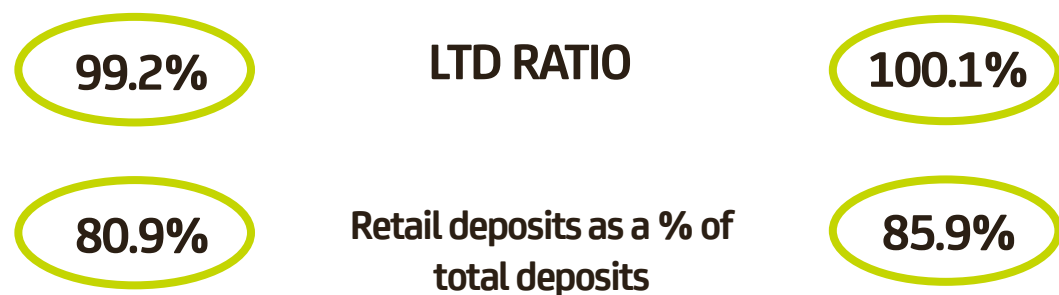 99.2% LTD RATIO 100.1%
80.9% Retail deposits as a % of 85.9%
total deposits